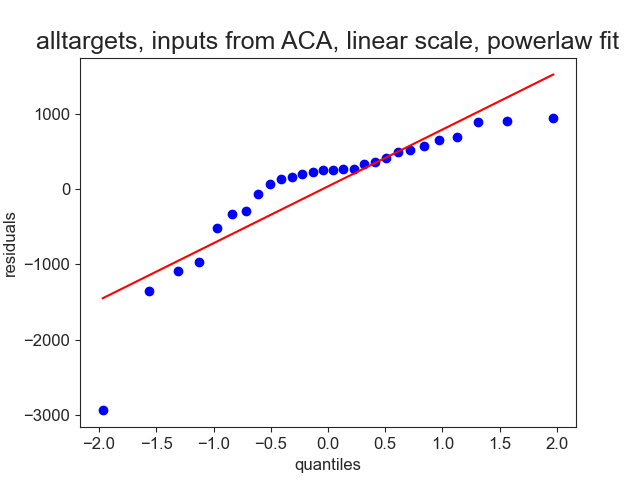 alltargets, inputs from ACA, linear scale, powerlaw fit
1000
0
−1000
−2000
−3000
residuals
−2.0 −1.5 −1.0 −0.5 0.0 0.5 1.0 1.5 2.0
quantiles